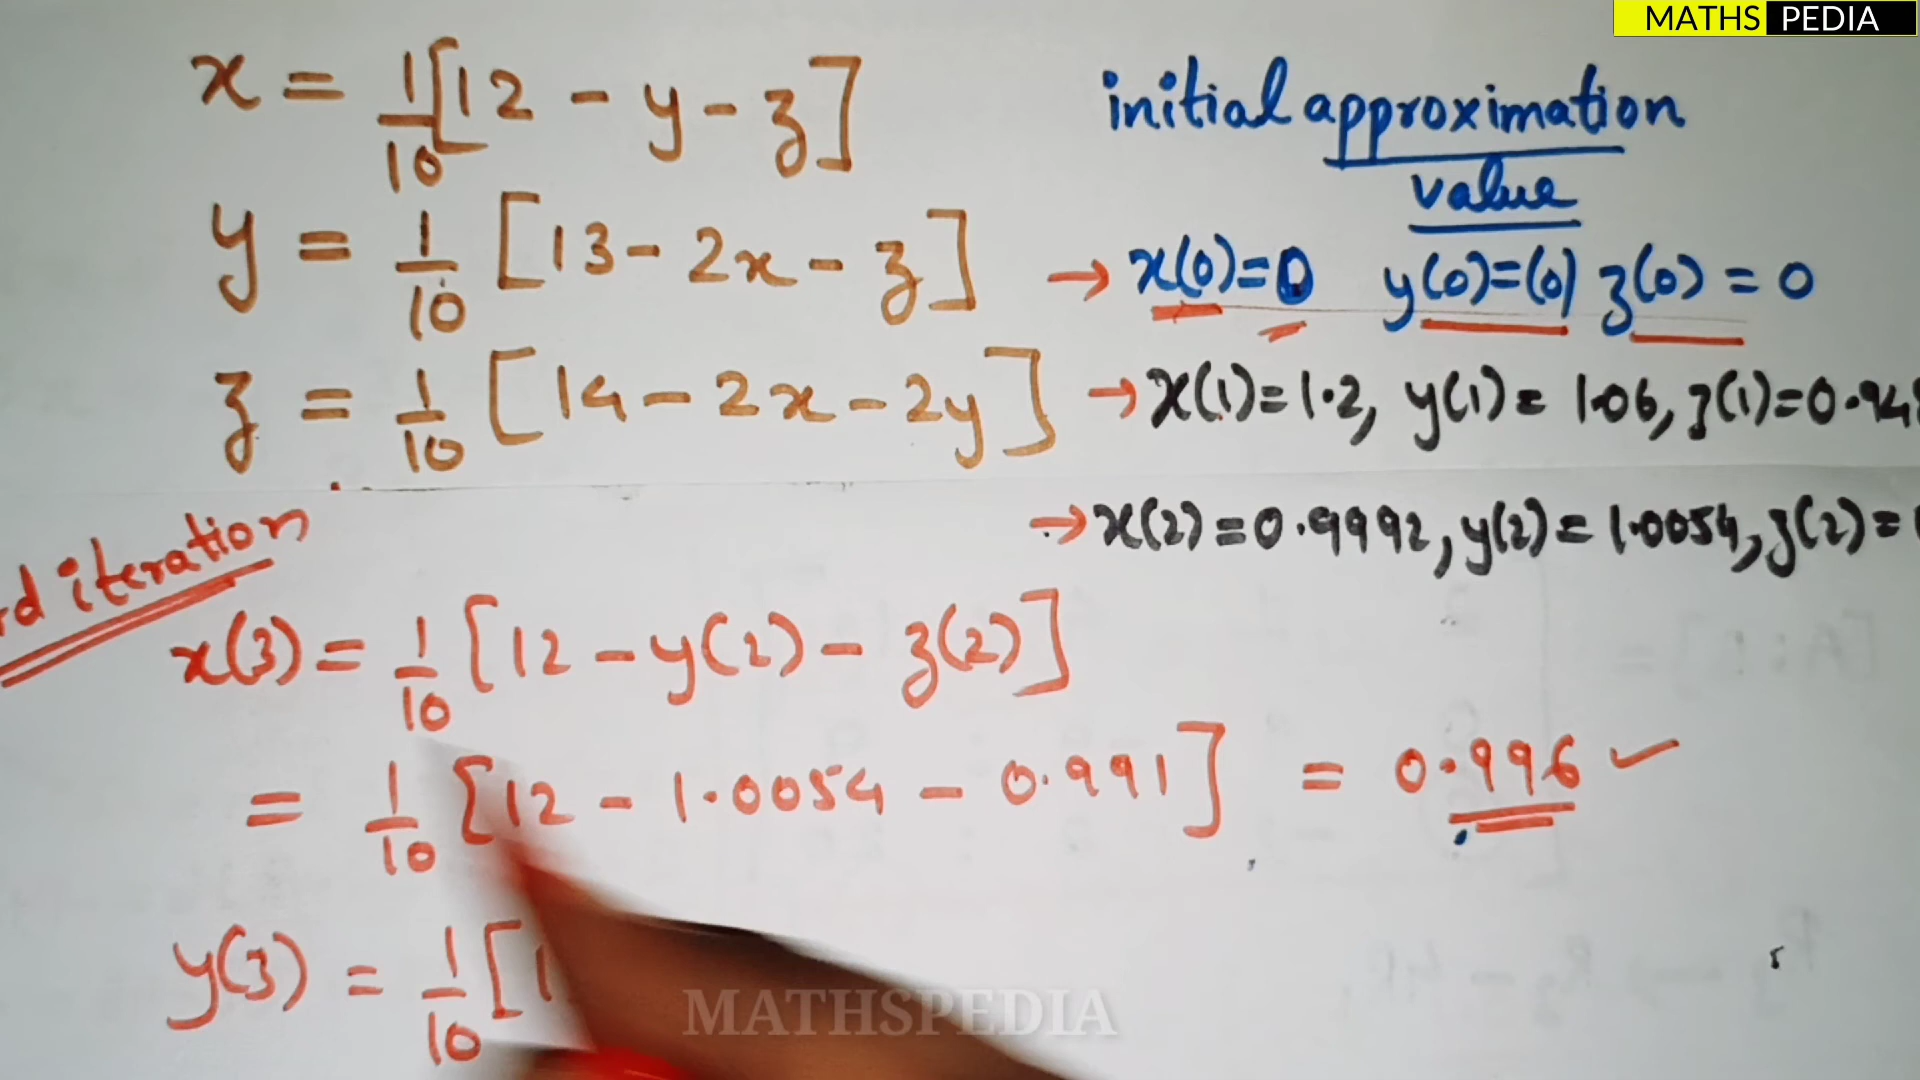 MATHS PEDIA
x = 1/10 [12 - y - z]
initial approximation
value
y = 1/10 [13 - 2x - z]
→ x(0)=0 y(0)=(0) z(0) = 0
z = 1/10 [14 - 2x - 2y]
→ x(1)=1.2, y(1)= 1.06, z(1)=0.948
→ x(2)=0.9992, y(2)= 1.0054, z(2)=
rd iteration
x(3)= 1/10 [12 - y(2) - z(2)]
= 1/10 [12 - 1.0054 - 0.991] = 0.996 ✓
y(3) = 1/10 [1
MATHSPEDIA